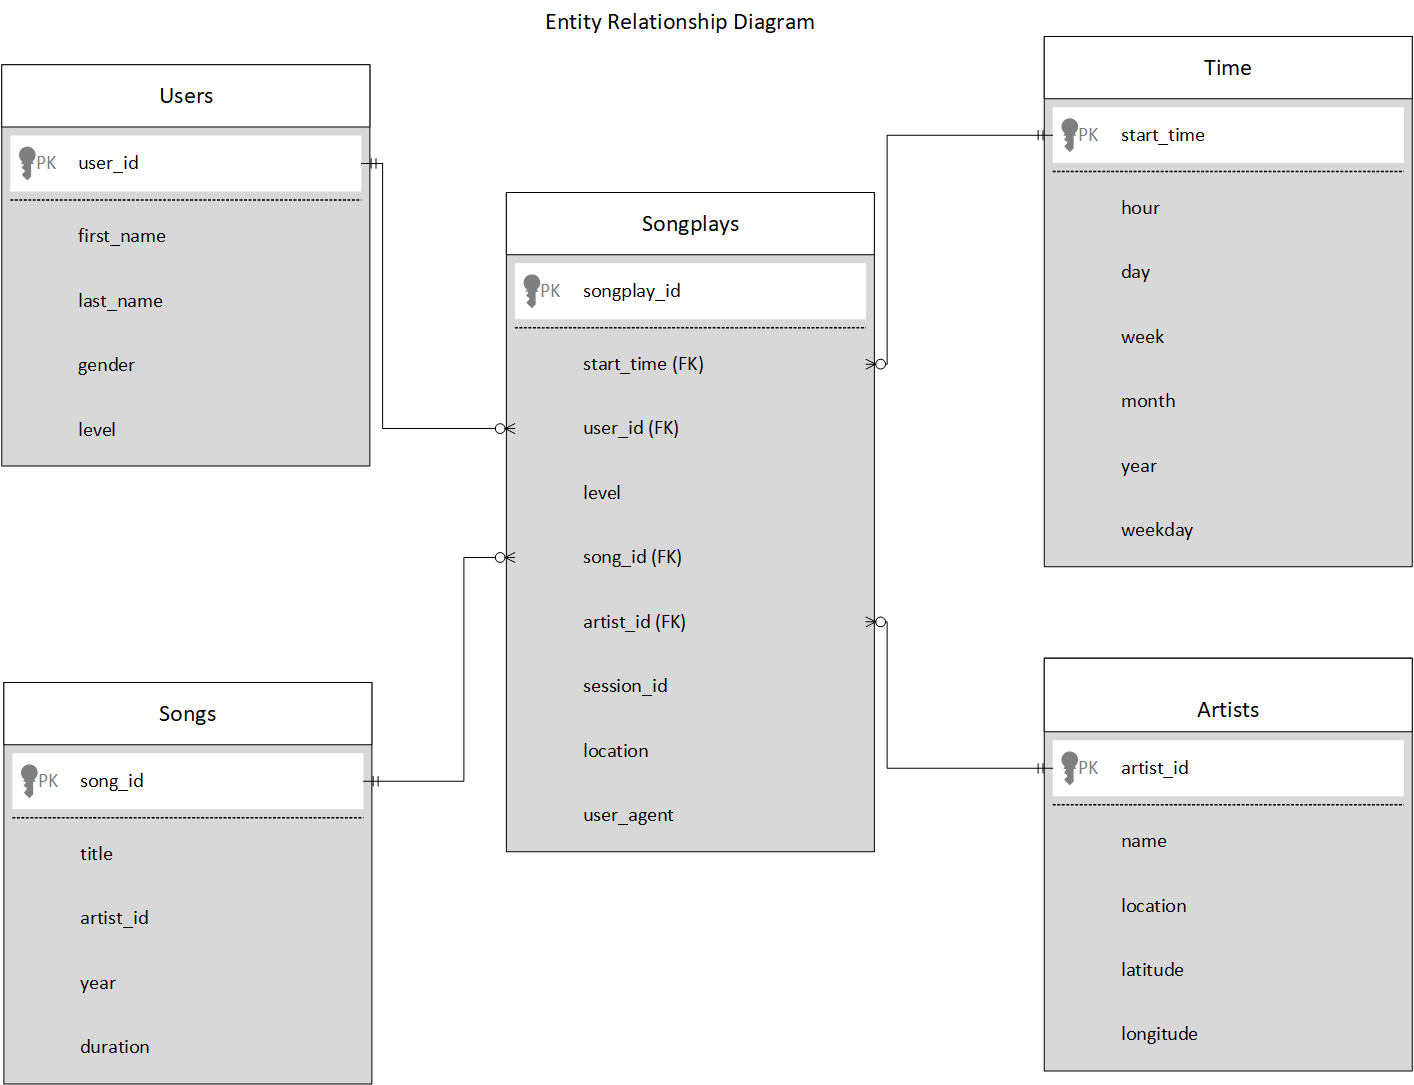 Entity Relationship Diagram
Users
PK user_id
first_name
last_name
gender
level
Songplays
PK songplay_id
start_time (FK)
user_id (FK)
level
song_id (FK)
artist_id (FK)
session_id
location
user_agent
Time
PK start_time
hour
day
week
month
year
weekday
Songs
PK song_id
title
artist_id
year
duration
Artists
PK artist_id
name
location
latitude
longitude